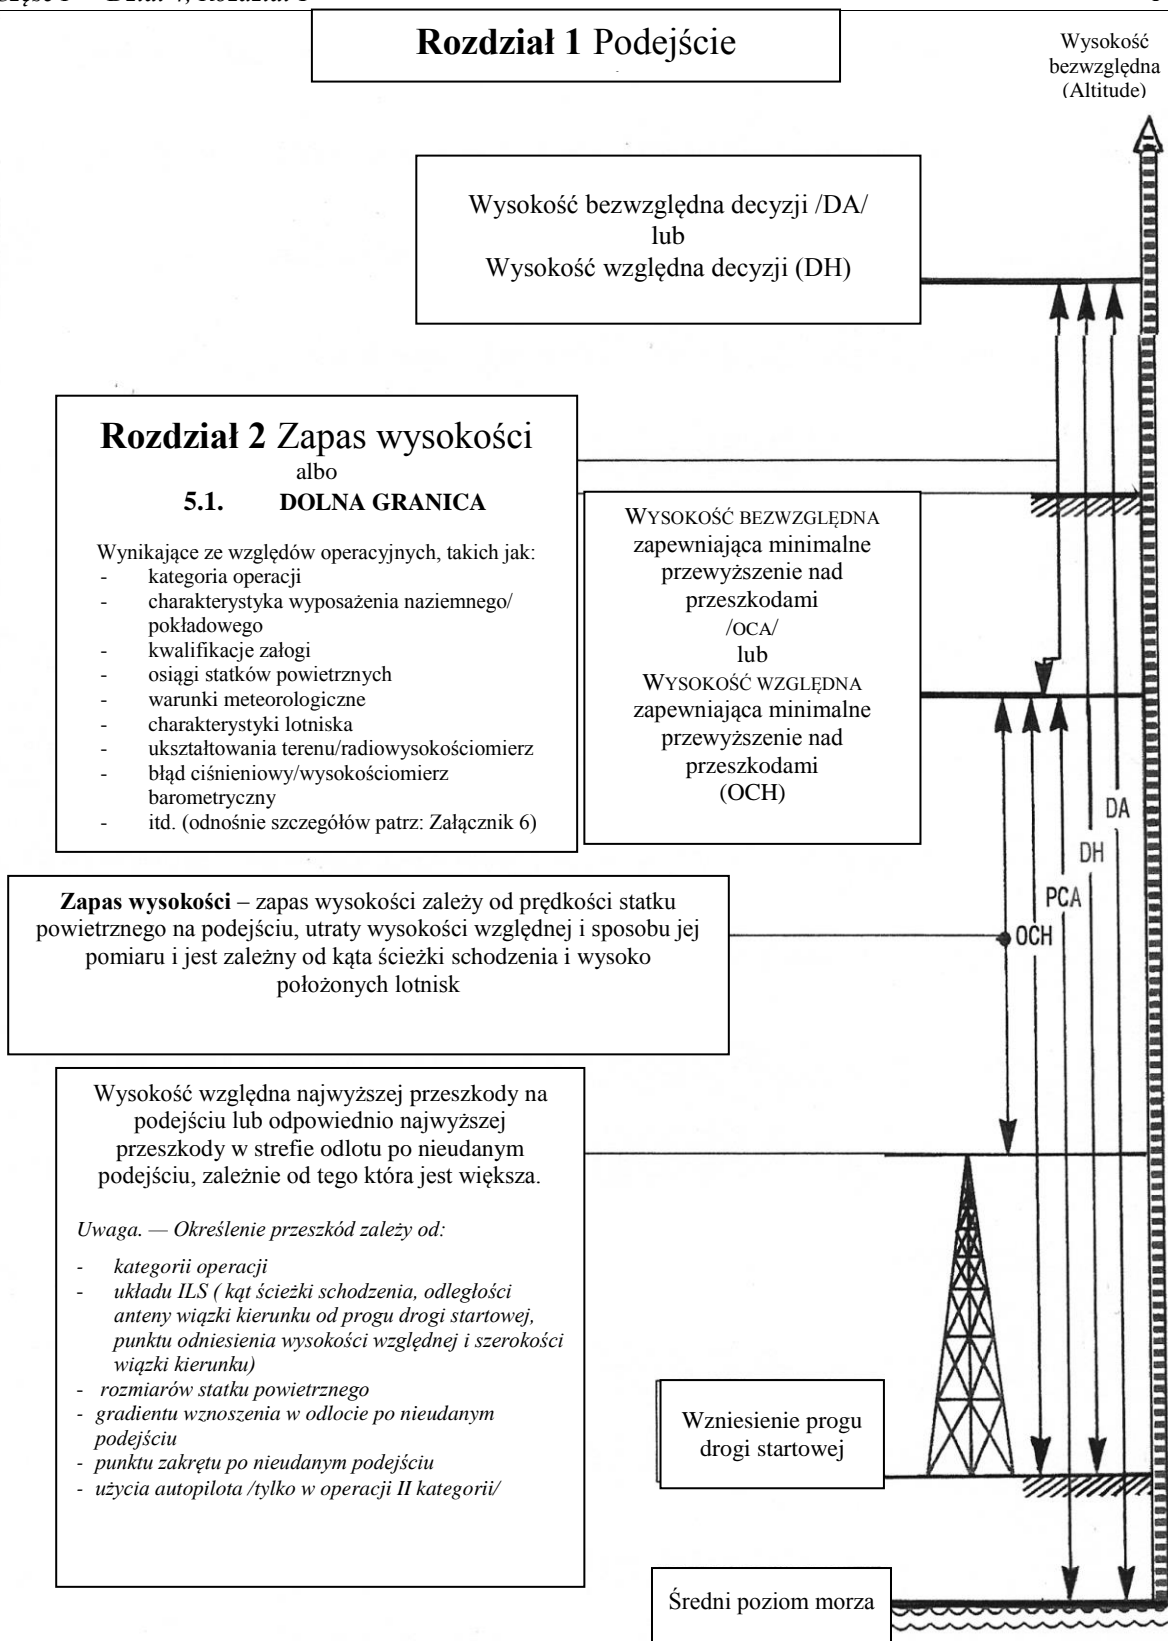 Rozdział 1 Podejście
Wysokość
bezwzględna
(Altitude)
Wysokość bezwzględna decyzji /DA/
lub
Wysokość względna decyzji (DH)
Rozdział 2 Zapas wysokości
albo
5.1. DOLNA GRANICA
Wynikające ze względów operacyjnych, takich jak:
- kategoria operacji
- charakterystyka wyposażenia naziemnego/
pokładowego
- kwalifikacje załogi
- osiągi statków powietrznych
- warunki meteorologiczne
- charakterystyki lotniska
- ukształtowania terenu/radiowysokościomierz
- błąd ciśnieniowy/wysokościomierz
barometryczny
- itd. (odnośnie szczegółów patrz: Załącznik 6)
WYSOKOŚĆ BEZWZGLĘDNA
zapewniająca minimalne
przewyższenie nad
przeszkodami
/OCA/
lub
WYSOKOŚĆ WZGLĘDNA
zapewniająca minimalne
przewyższenie nad
przeszkodami
(OCH)
DA
DH
PCA
OCH
Zapas wysokości – zapas wysokości zależy od prędkości statku
powietrznego na podejściu, utraty wysokości względnej i sposobu jej
pomiaru i jest zależny od kąta ścieżki schodzenia i wysoko
położonych lotnisk
Wysokość względna najwyższej przeszkody na
podejściu lub odpowiednio najwyższej
przeszkody w strefie odlotu po nieudanym
podejściu, zależnie od tego która jest większa.
Uwaga. — Określenie przeszkód zależy od:
- kategorii operacji
- układu ILS ( kąt ścieżki schodzenia, odległości
anteny wiązki kierunku od progu drogi startowej,
punktu odniesienia wysokości względnej i szerokości
wiązki kierunku)
- rozmiarów statku powietrznego
- gradientu wznoszenia w odlocie po nieudanym
podejściu
- punktu zakrętu po nieudanym podejściu
- użycia autopilota /tylko w operacji II kategorii/
Wzniesienie progu
drogi startowej
Średni poziom morza